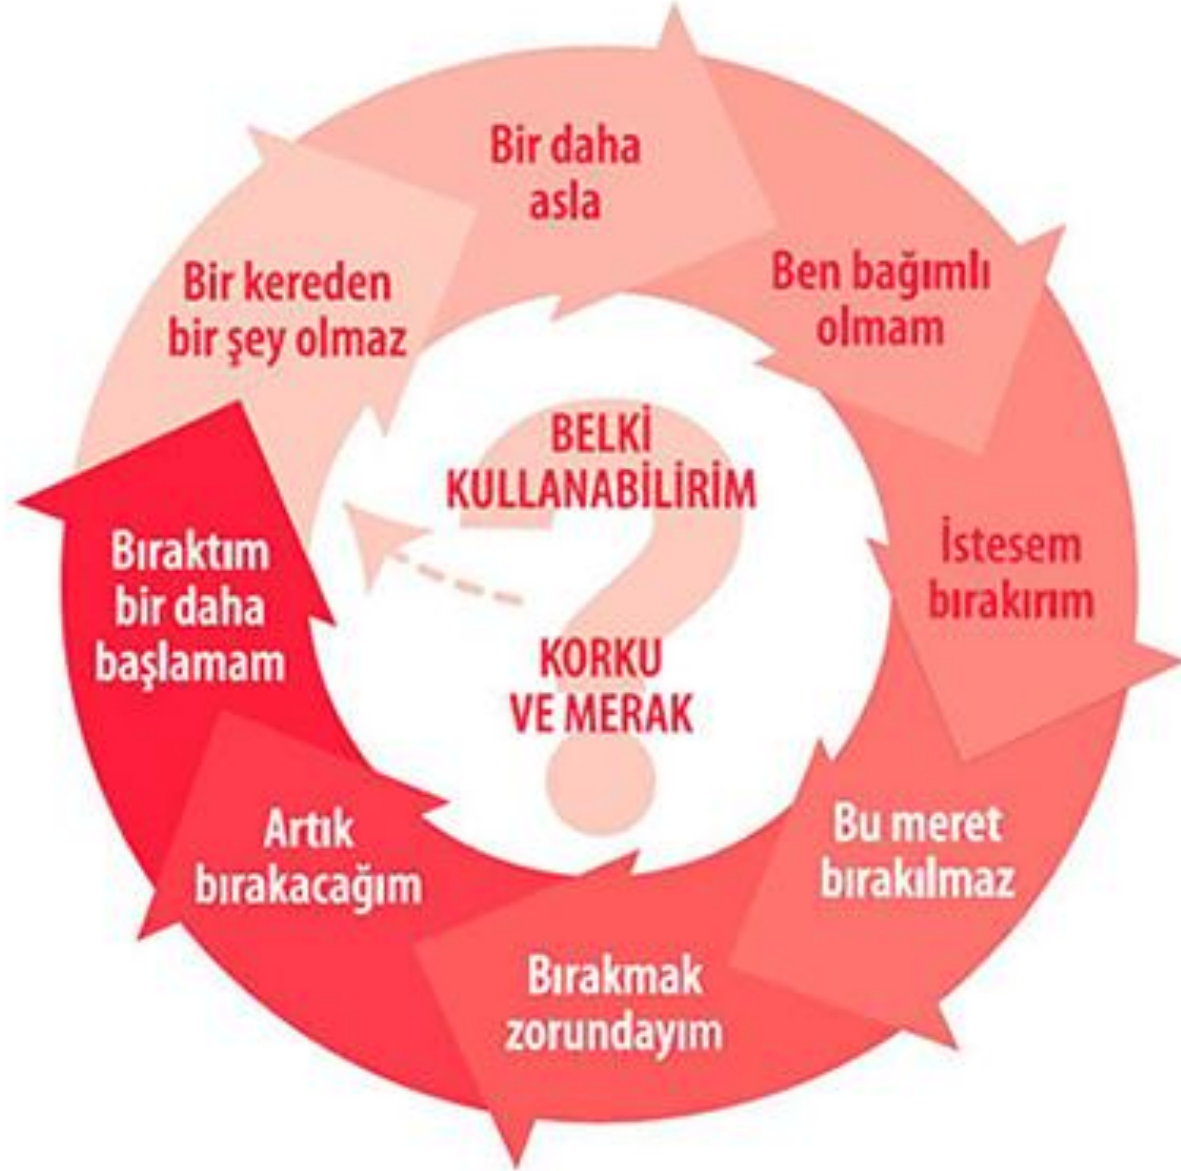 Bir daha
asla
Ben bağımlı
olmam
İstesem
bırakırım
Bu meret
bırakılmaz
Bırakmak
zorundayım
Artık
bırakacağım
Bıraktım
bir daha
başlamam
Bir kereden
bir şey olmaz
BELKİ
KULLANABİLİRİM
KORKU
VE MERAK